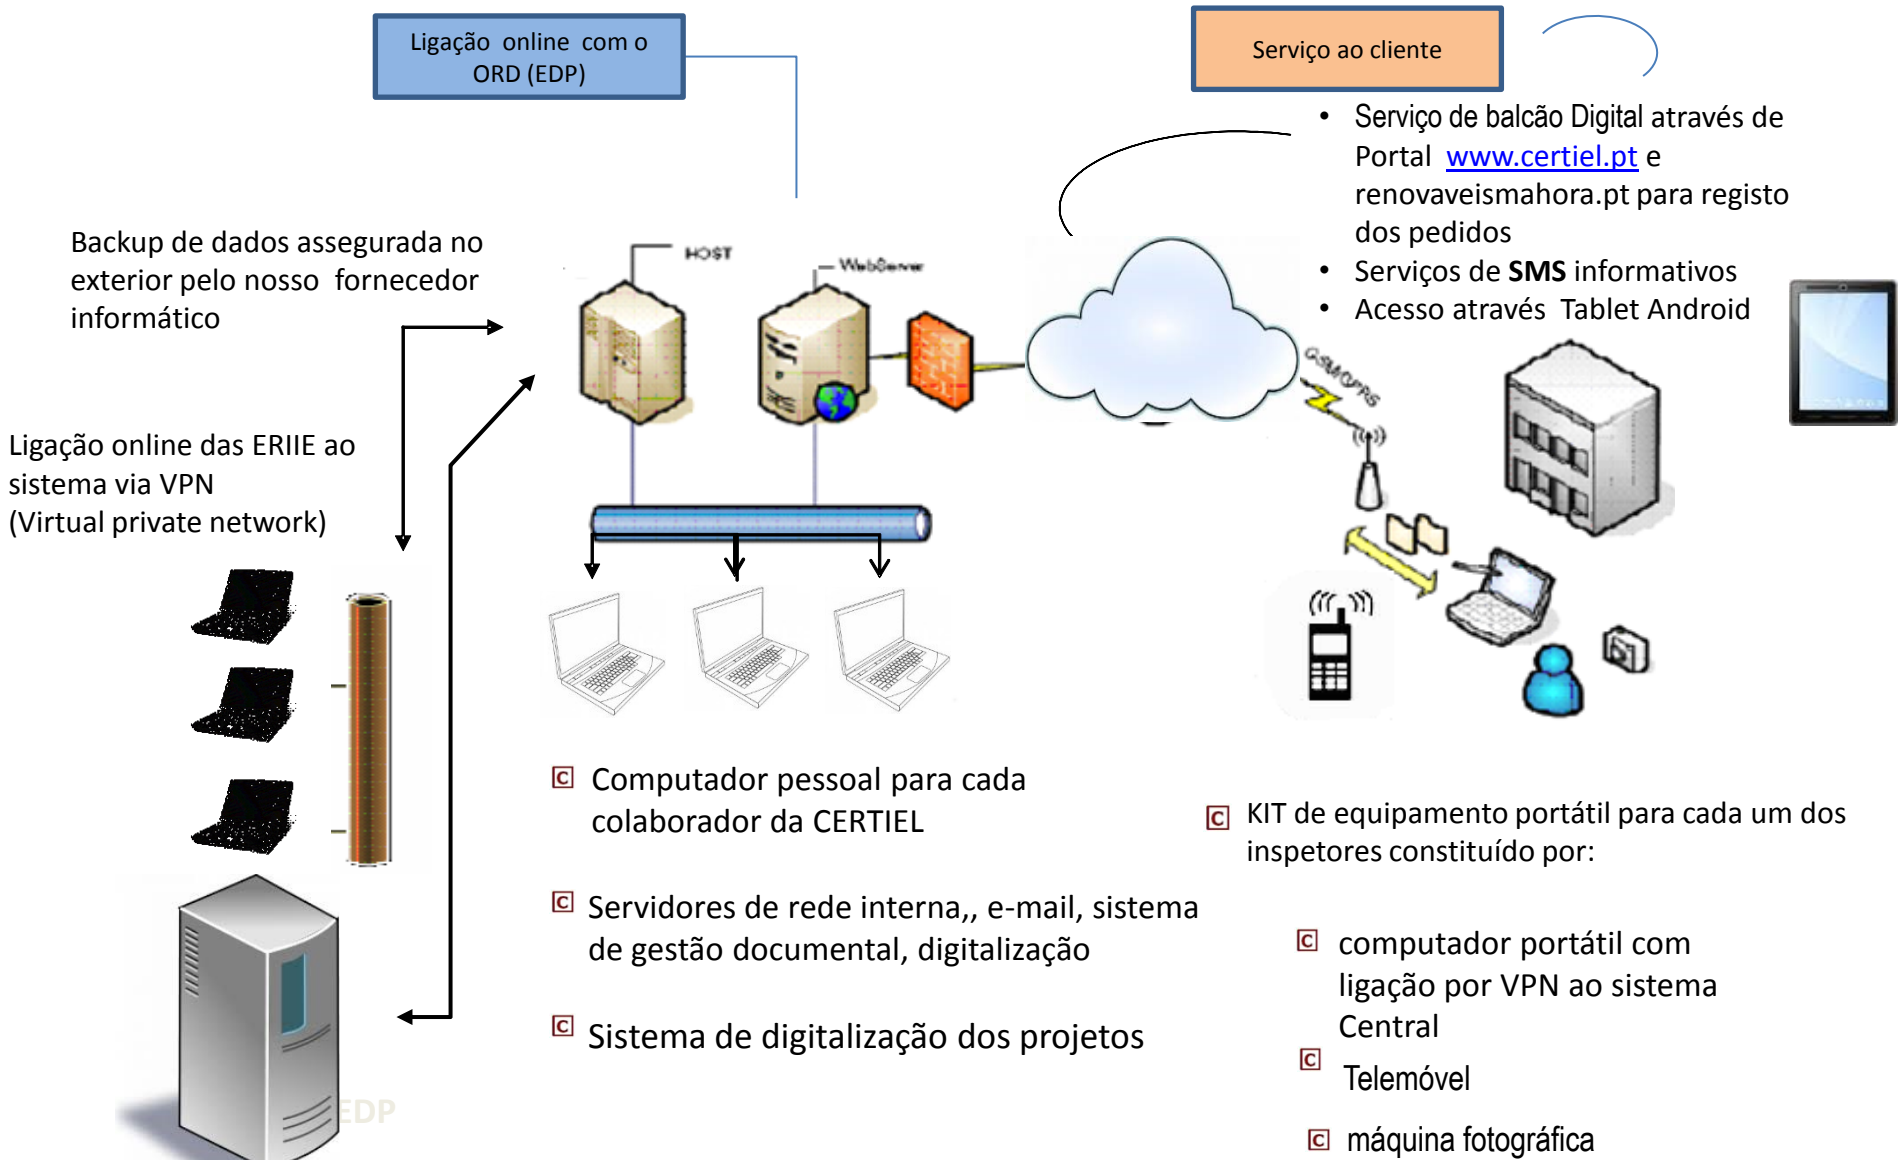 Ligação online com o
ORD (EDP)
Serviço ao cliente
• Serviço de balcão Digital através de
Portal www.certiel.pt e
renovaveismahora.pt para registo
dos pedidos
• Serviços de SMS informativos
• Acesso através Tablet Android
Backup de dados assegurada no
exterior pelo nosso fornecedor
informático
HOST
WebServer
GSM/GPRS
Ligação online das ERIIE ao
sistema via VPN
(Virtual private network)
Computador pessoal para cada
colaborador da CERTIEL
Servidores de rede interna,, e-mail, sistema
de gestão documental, digitalização
Sistema de digitalização dos projetos
KIT de equipamento portátil para cada um dos
inspetores constituído por:
computador portátil com
ligação por VPN ao sistema
Central
Telemóvel
máquina fotográfica
EDP